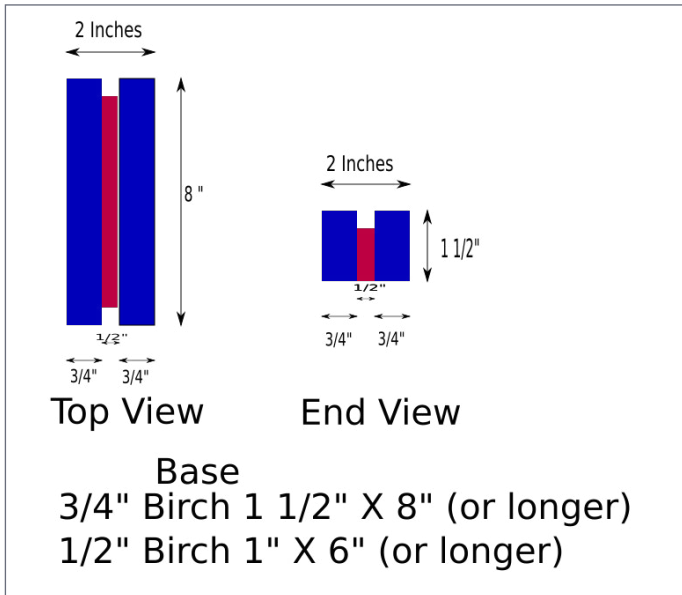 2 Inches
8 "
1/2"
3/4" 3/4"
Top View
2 Inches
1 1/2"
1/2"
3/4" 3/4"
End View
Base
3/4" Birch 1 1/2" X 8" (or longer)
1/2" Birch 1" X 6" (or longer)